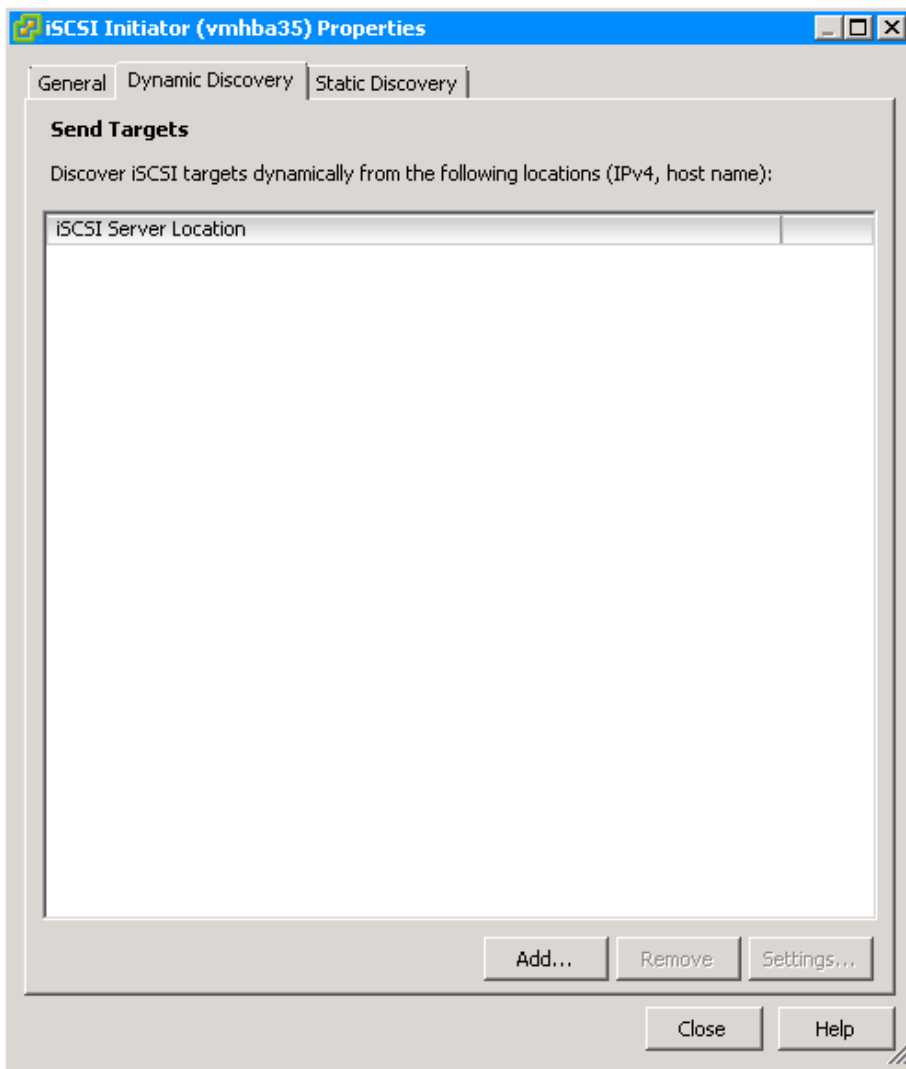 iSCSI Initiator (vmhba35) Properties
General Dynamic Discovery Static Discovery
Send Targets
Discover iSCSI targets dynamically from the following locations (IPv4, host name):
iSCSI Server Location
Add... Remove Settings...
Close Help